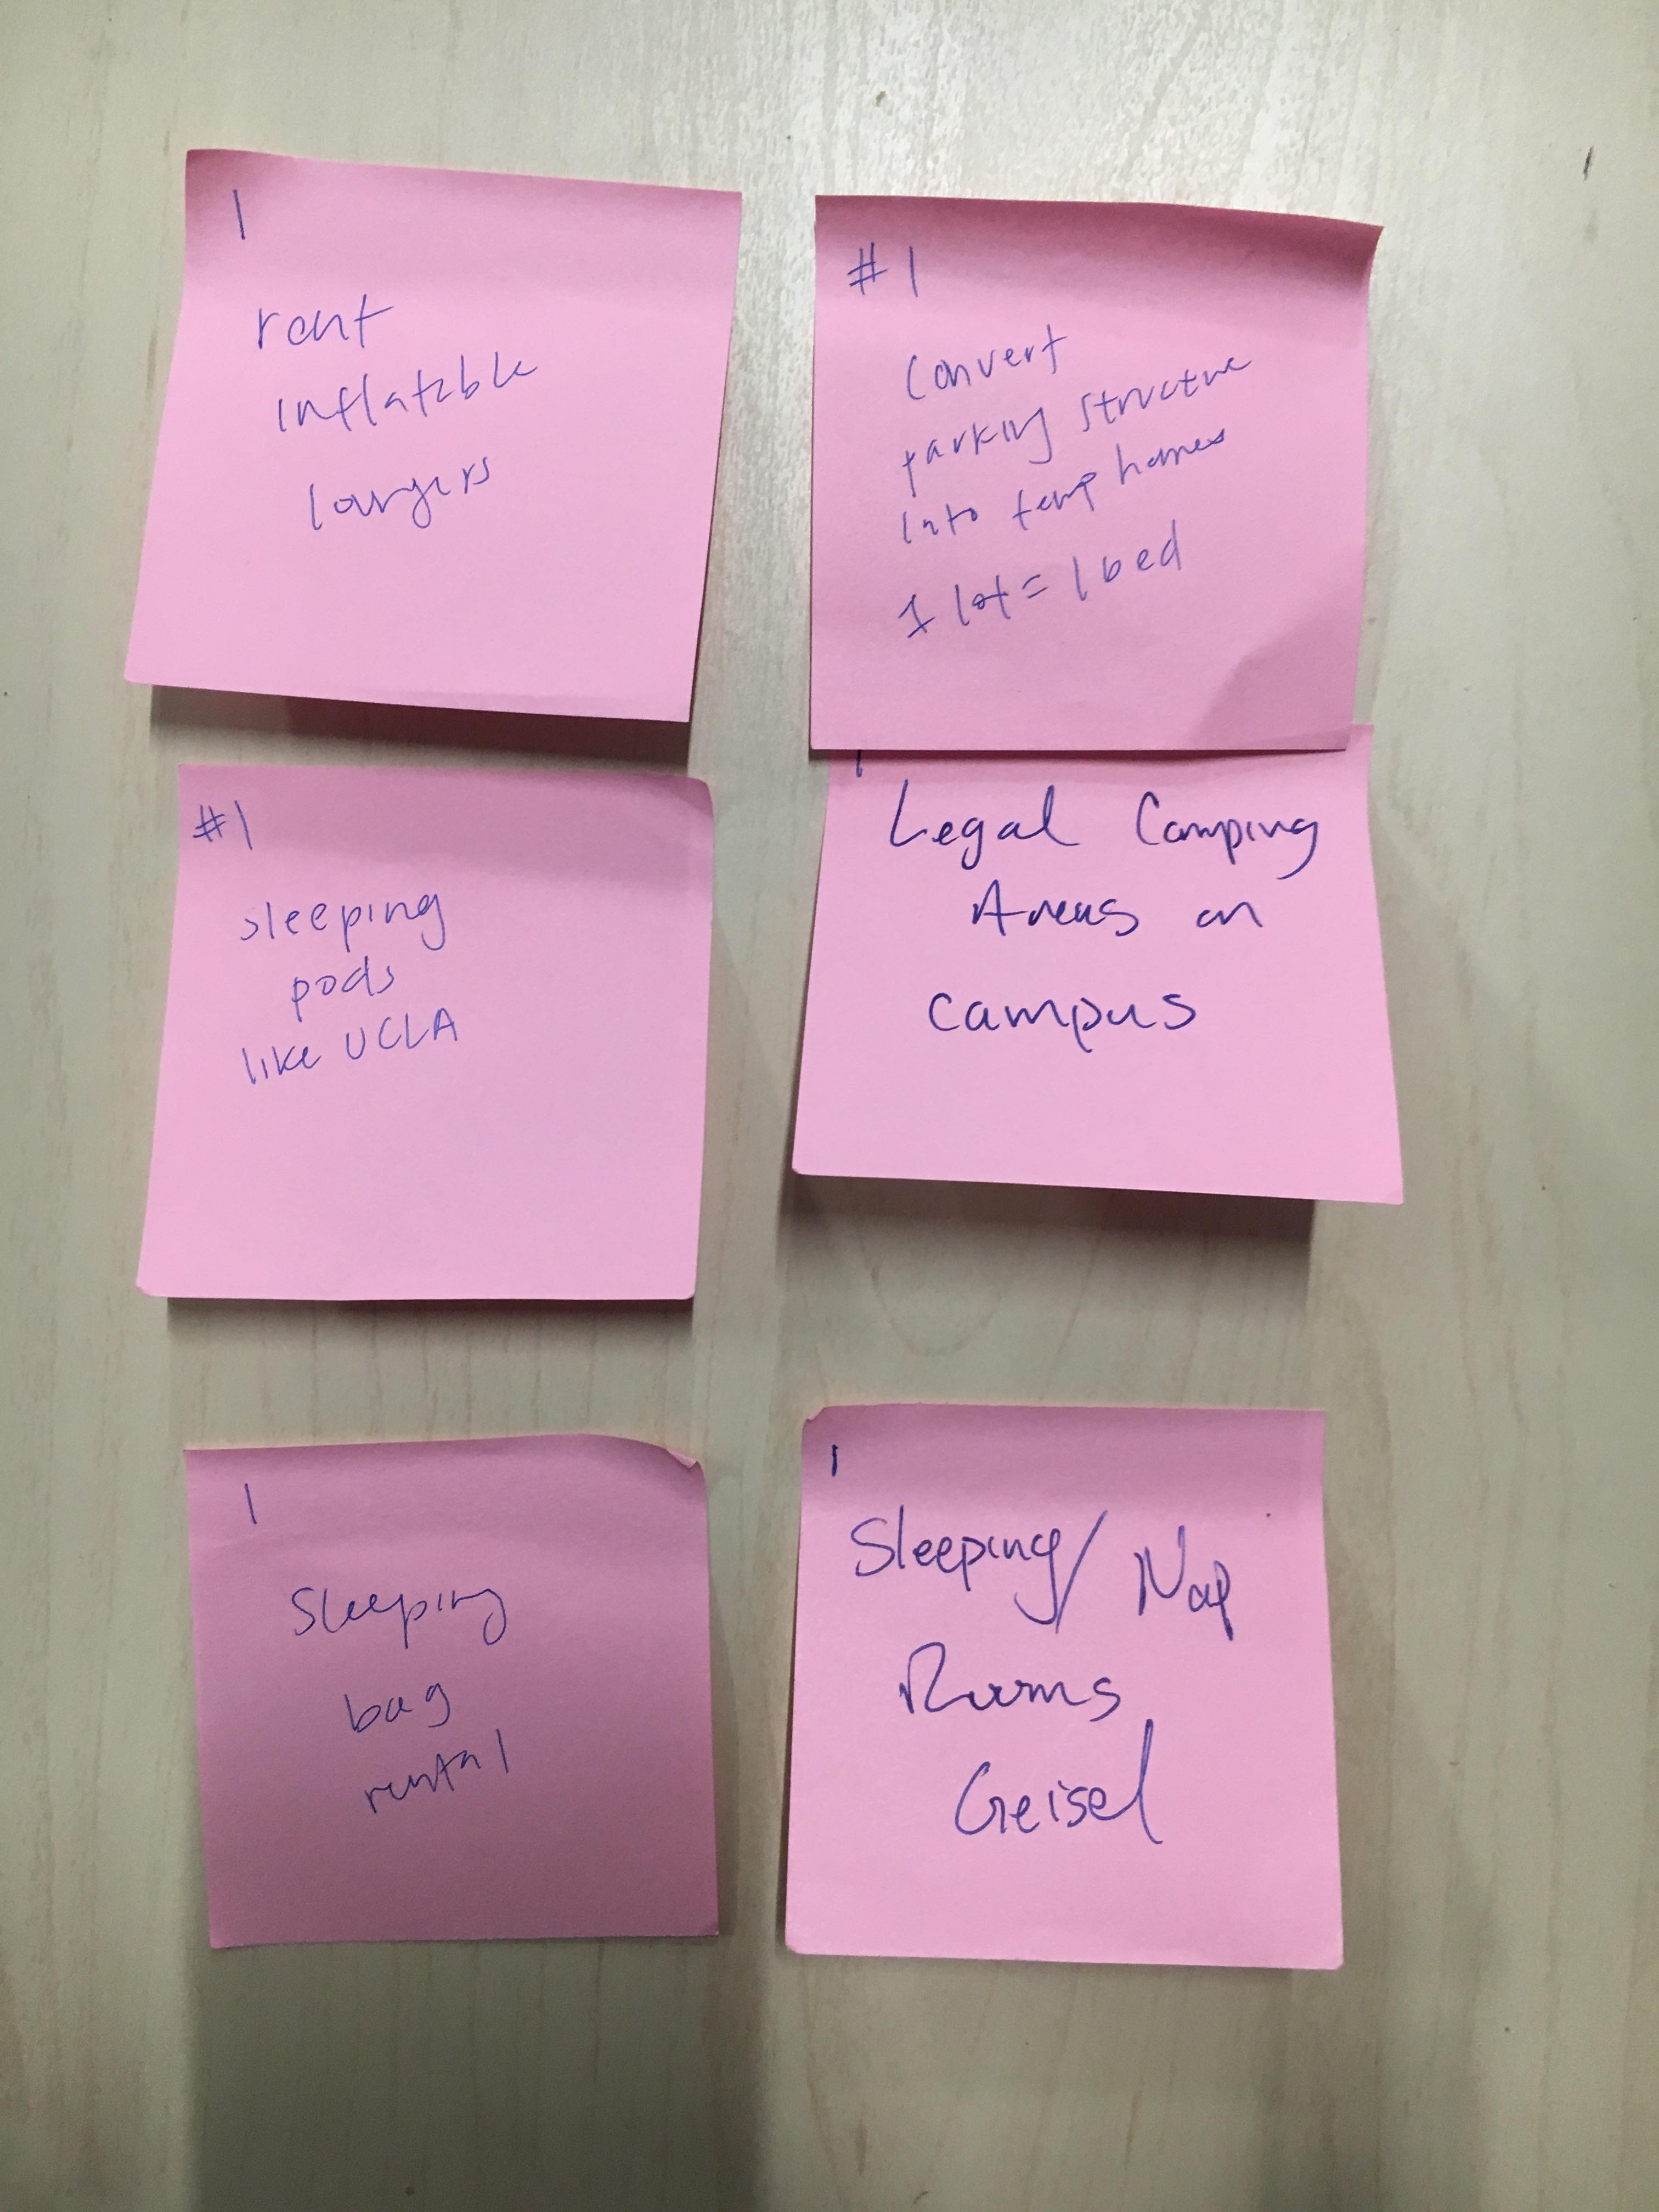 1
rent
inflatable
loungers
#1
convert
parking structure
into temp homes
1 lot = 1 bed
#1
sleeping
pods
like UCLA
1
Legal Camping
Areas on
campus
1
Sleeping
bag
rental
1
Sleeping/Nap
Rooms
Geisel